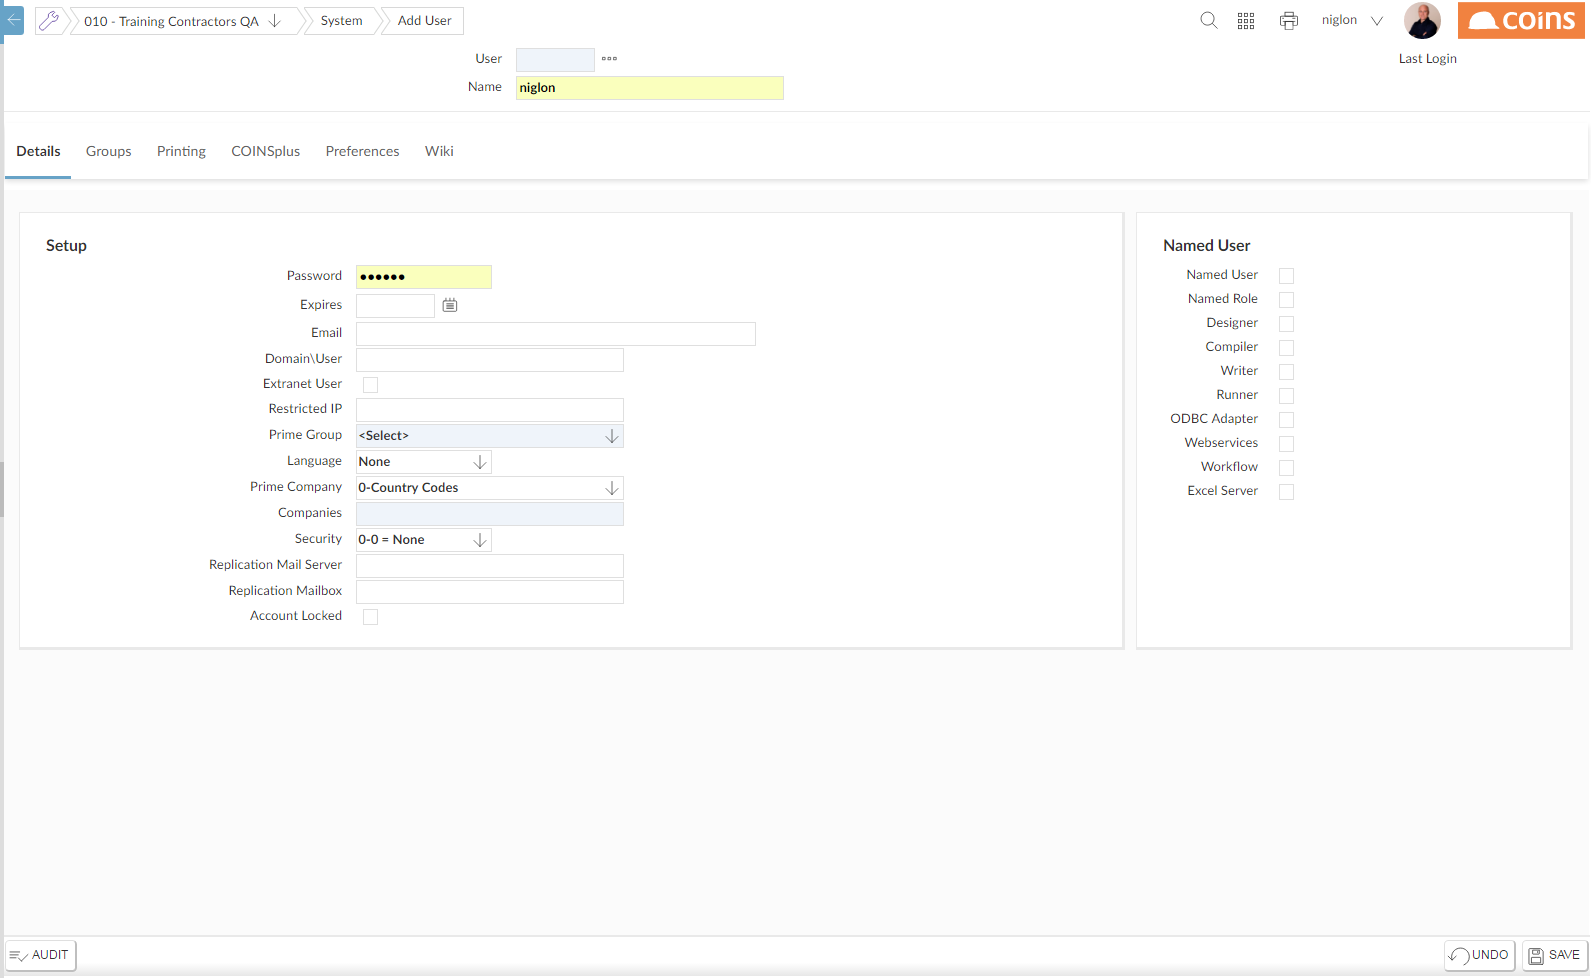 010 - Training Contractors QA
System
Add User
niglon
coins
User
Last Login
Name
niglon
Details
Groups
Printing
COINSplus
Preferences
Wiki
Setup
Password
••••••
Expires
Email
Domain\User
Extranet User
Restricted IP
Prime Group
<Select>
Language
None
Prime Company
0-Country Codes
Companies
Security
0-0 = None
Replication Mail Server
Replication Mailbox
Account Locked
Named User
Named User
Named Role
Designer
Compiler
Writer
Runner
ODBC Adapter
Webservices
Workflow
Excel Server
AUDIT
UNDO
SAVE